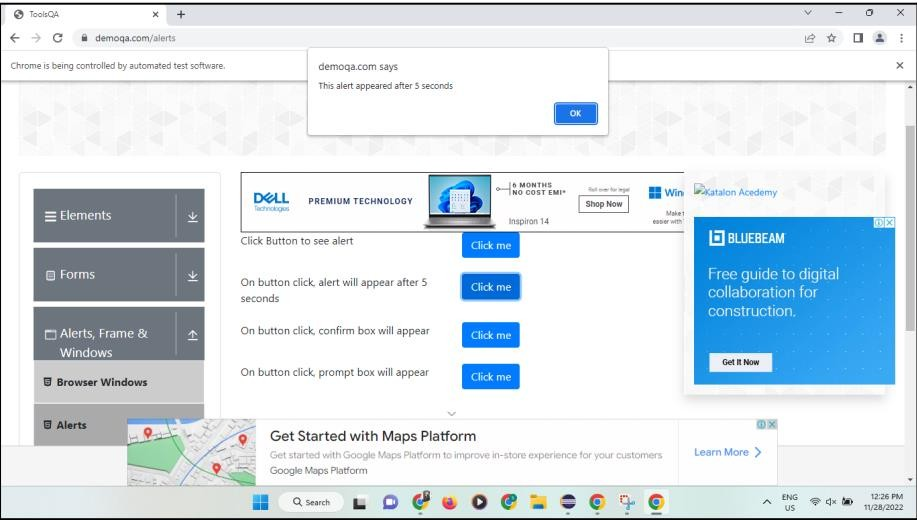 ToolsQA
demoqa.com/alerts
Chrome is being controlled by automated test software.
demoqa.com says
This alert appeared after 5 seconds
OK
DELL
Technologies
PREMIUM TECHNOLOGY
6 MONTHS
NO COST EMI*
Inspiron 14
Roll over for legal
Shop Now
Win
Make
easier with
Katalon Acedemy
Elements
Forms
Alerts, Frame &
Windows
Browser Windows
Alerts
Click Button to see alert
Click me
On button click, alert will appear after 5
seconds
Click me
On button click, confirm box will appear
Click me
On button click, prompt box will appear
Click me
BLUEBEAM
Free guide to digital
collaboration for
construction.
Get It Now
Get Started with Maps Platform
Get started with Google Maps Platform to improve in-store experience for your customers
Google Maps Platform
Learn More
Search
ENG
US
12:26 PM
11/28/2022